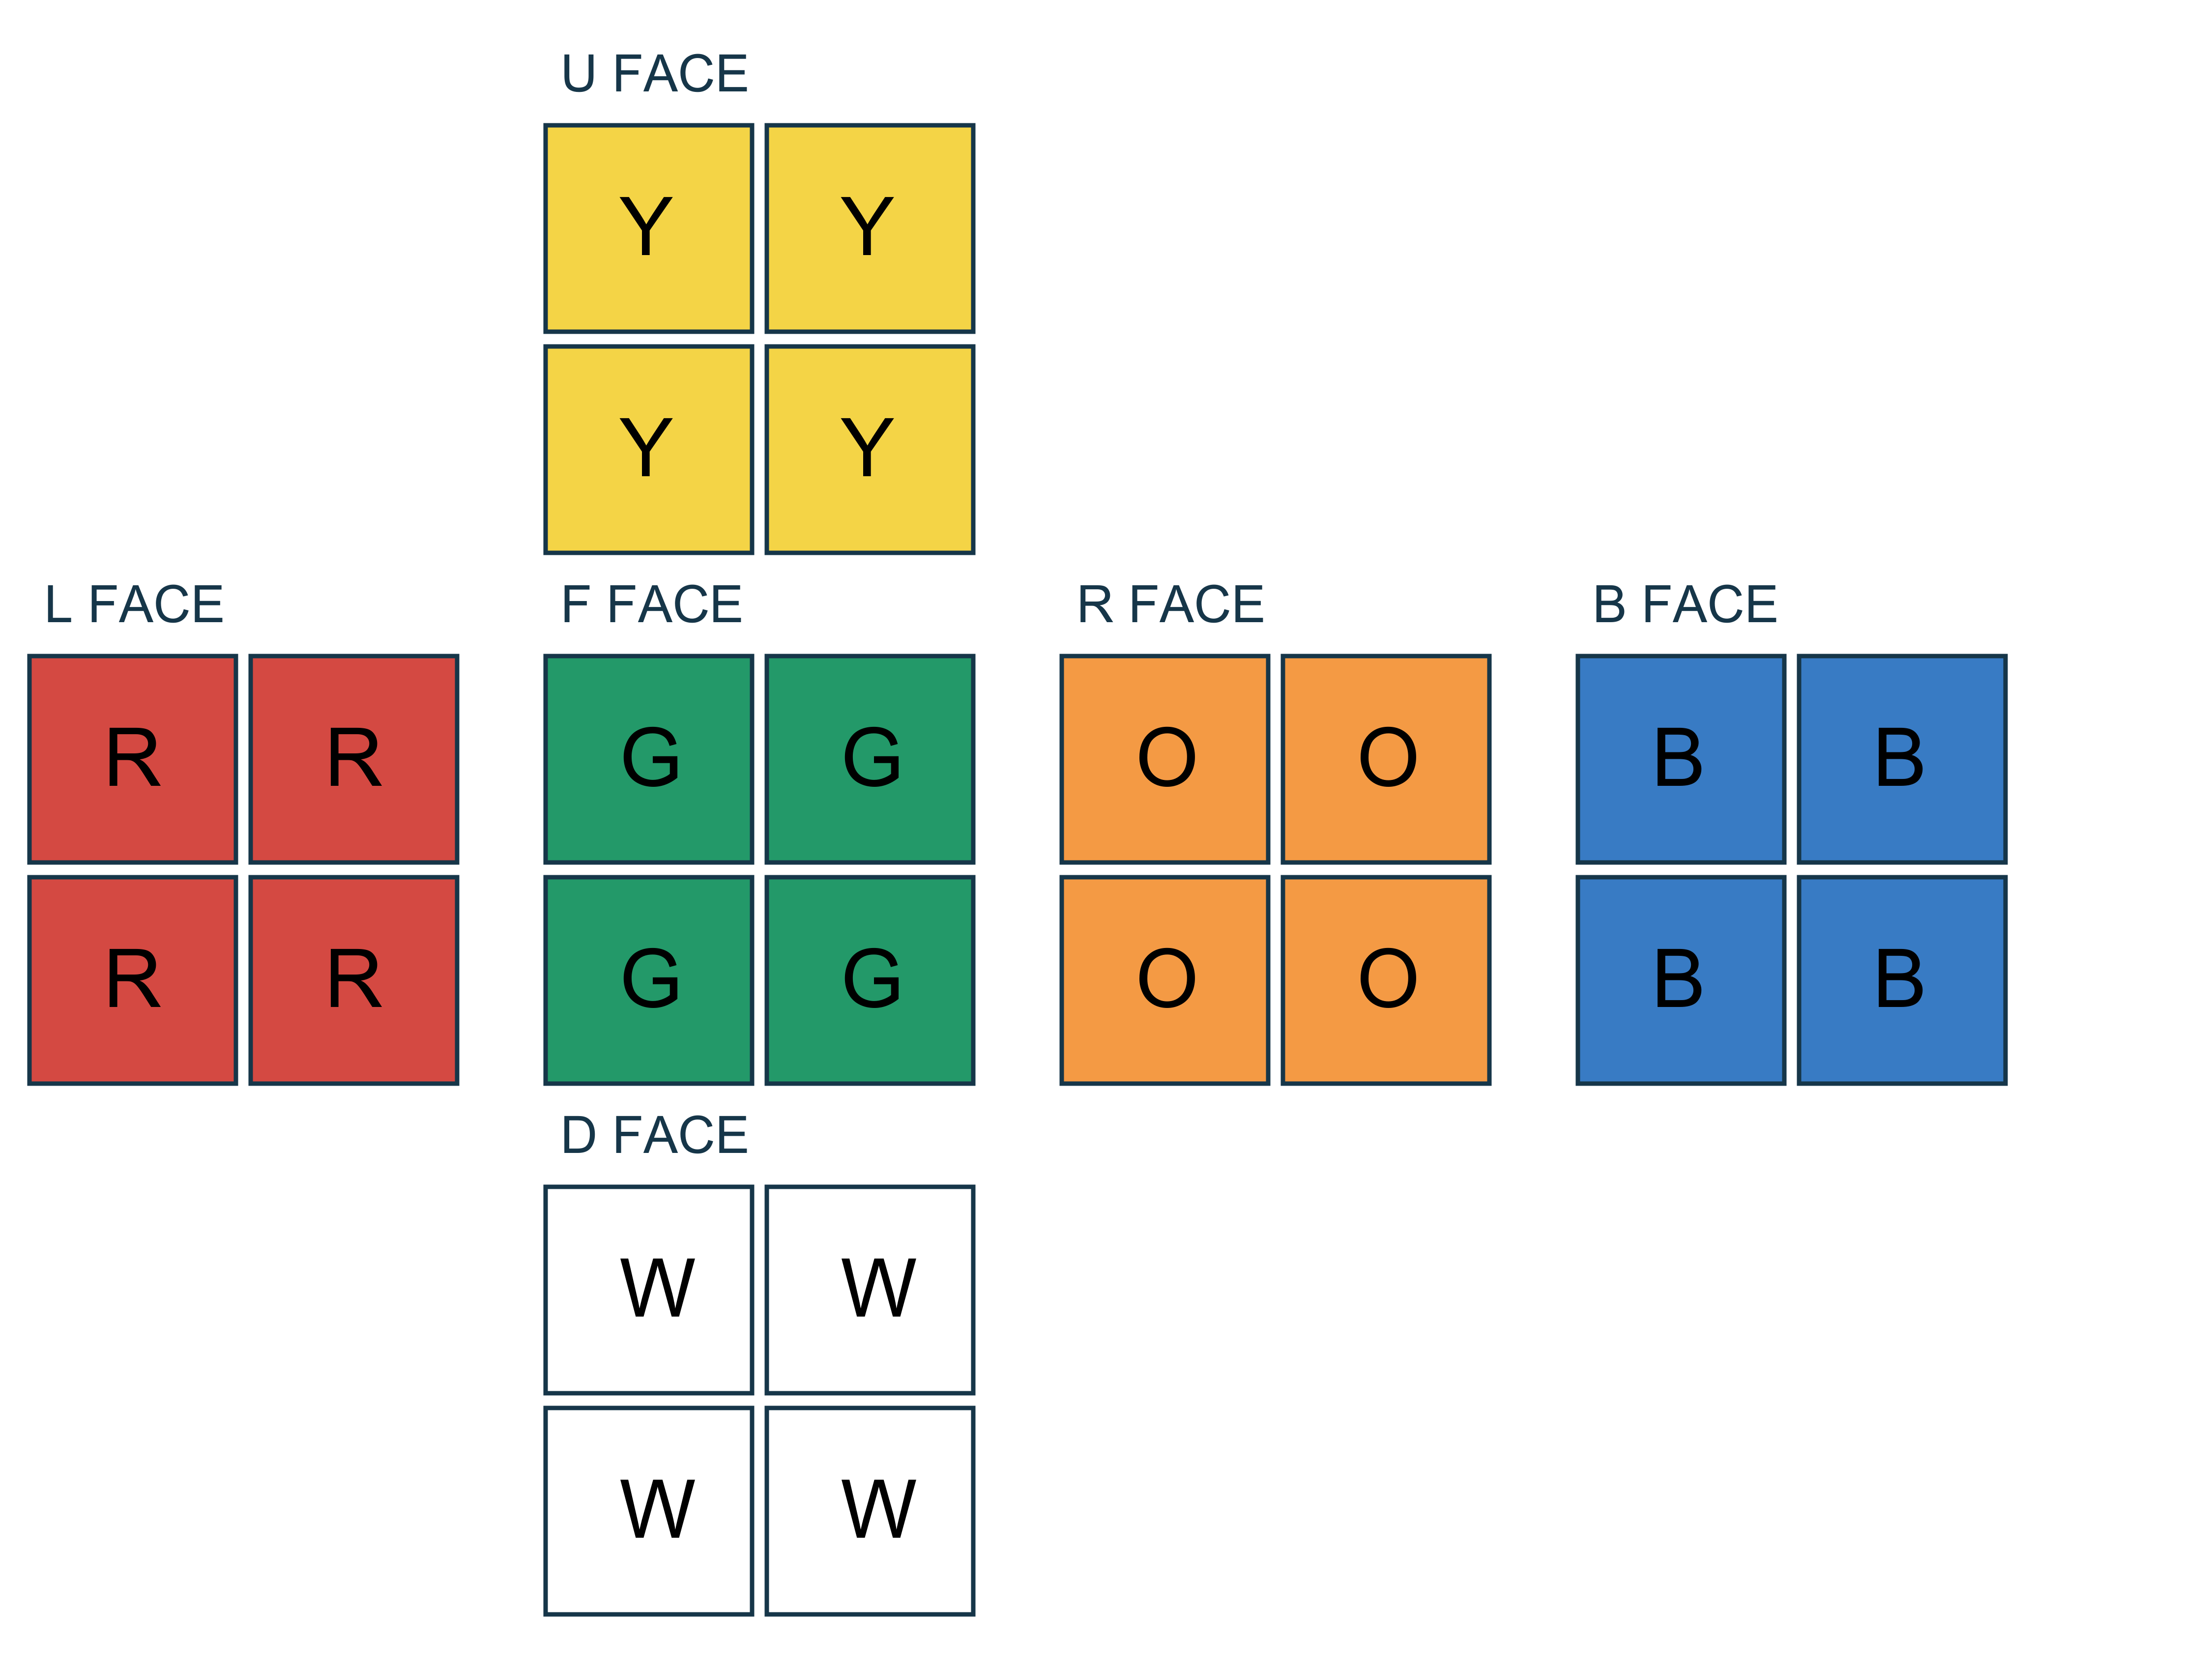 U FACE
Y Y
Y Y
L FACE F FACE R FACE B FACE
R R G G O O B B
R R G G O O B B
D FACE
W W
W W